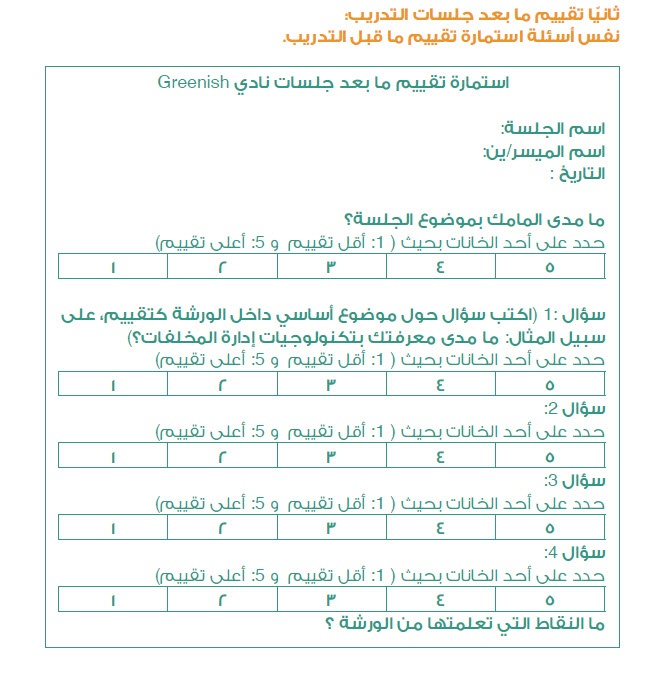 ثانيًا تقييم ما بعد جلسات التدريب:
نفس أسئلة استمارة تقييم ما قبل التدريب.
استمارة تقييم ما بعد جلسات نادي Greenish
اسم الجلسة:
اسم الميسر/ين:
التاريخ :
ما مدى المامك بموضوع الجلسة؟
حدد على أحد الخانات بحيث ( 1: أقل تقييم و 5: أعلى تقييم)
٥ ٤ ٣ ٢ ١
سؤال :1 (اكتب سؤال حول موضوع أساسي داخل الورشة كتقييم، على
سبيل المثال: ما مدى معرفتك بتكنولوجيات إدارة المخلفات؟)
حدد على أحد الخانات بحيث ( 1: أقل تقييم و 5: أعلى تقييم)
٥ ٤ ٣ ٢ ١
سؤال 2:
حدد على أحد الخانات بحيث ( 1: أقل تقييم و 5: أعلى تقييم)
٥ ٤ ٣ ٢ ١
سؤال 3:
حدد على أحد الخانات بحيث ( 1: أقل تقييم و 5: أعلى تقييم)
٥ ٤ ٣ ٢ ١
سؤال 4:
حدد على أحد الخانات بحيث ( 1: أقل تقييم و 5: أعلى تقييم)
٥ ٤ ٣ ٢ ١
ما النقاط التي تعلمتها من الورشة ؟